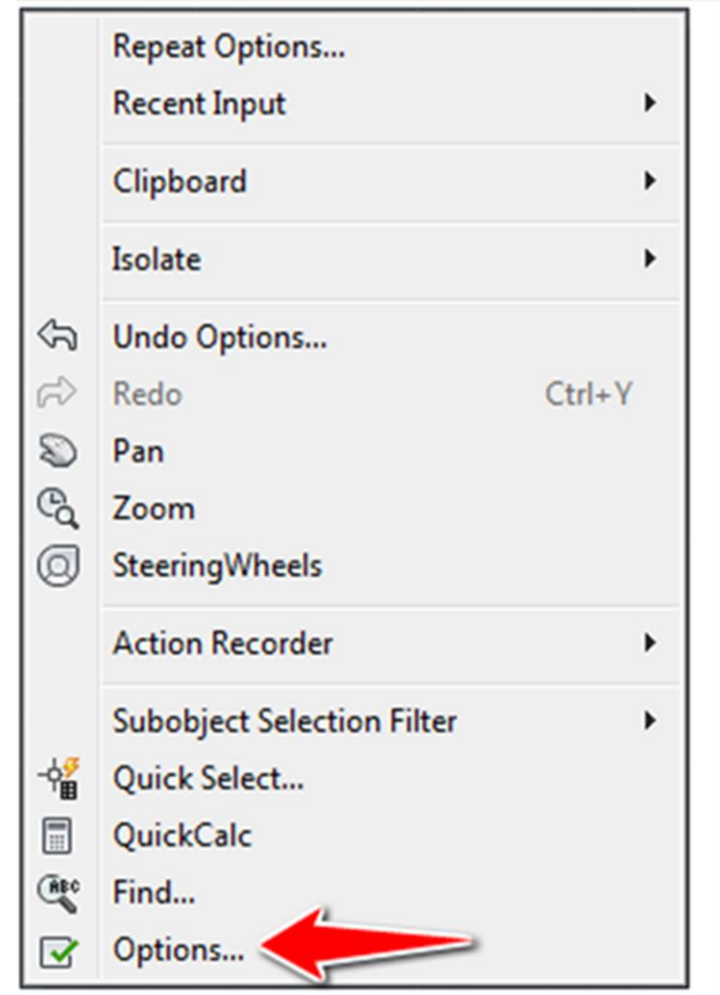 Repeat Options...
Recent Input
Clipboard
Isolate
Undo Options...
Redo Ctrl+Y
Pan
Zoom
SteeringWheels
Action Recorder
Subobject Selection Filter
Quick Select...
QuickCalc
ABC Find...
Options...